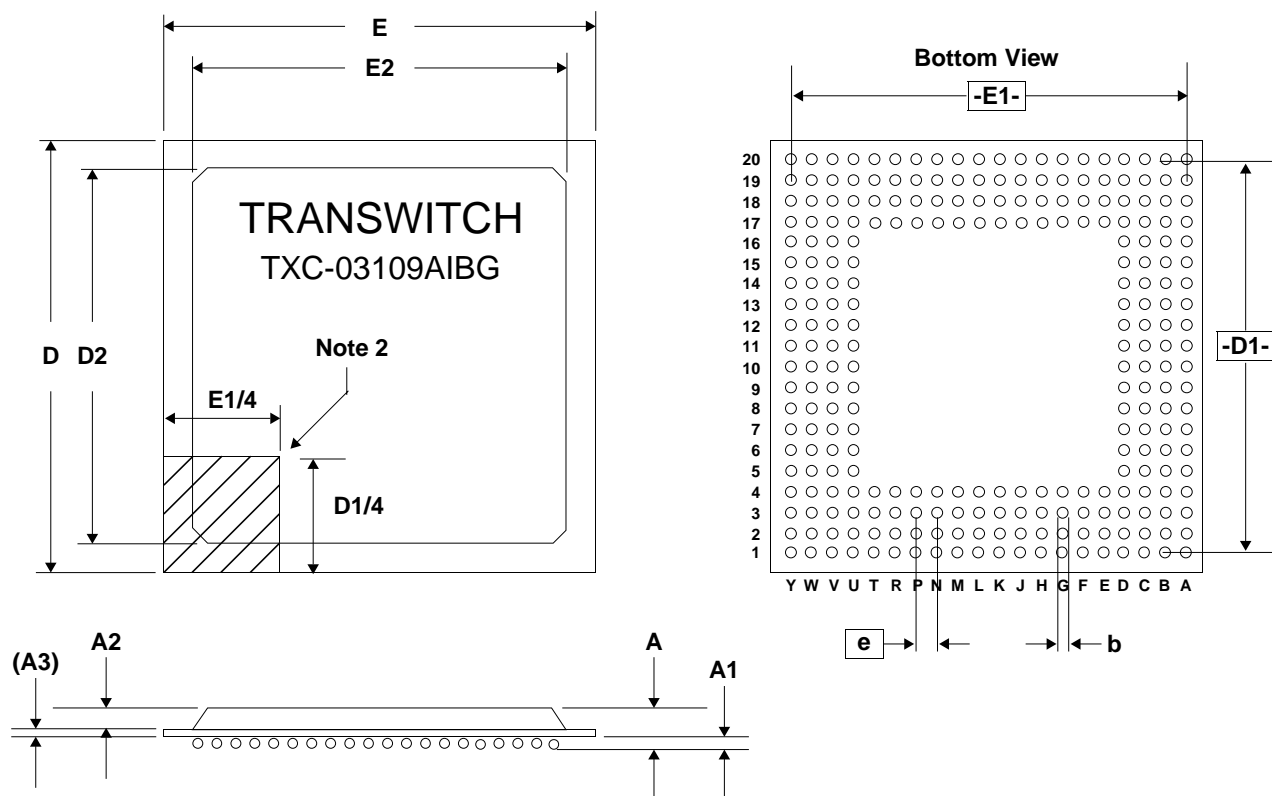 E
E2
Bottom View
-E1-
TRANSWITCH
TXC-03109AIBG
Note 2
D
D2
E1/4
D1/4
20
19
18
17
16
15
14
13
12
11
10
9
8
7
6
5
4
3
2
1
-D1-
Y W V U T R P N M L K J H G F E D C B A
e
b
(A3)
A2
A
A1